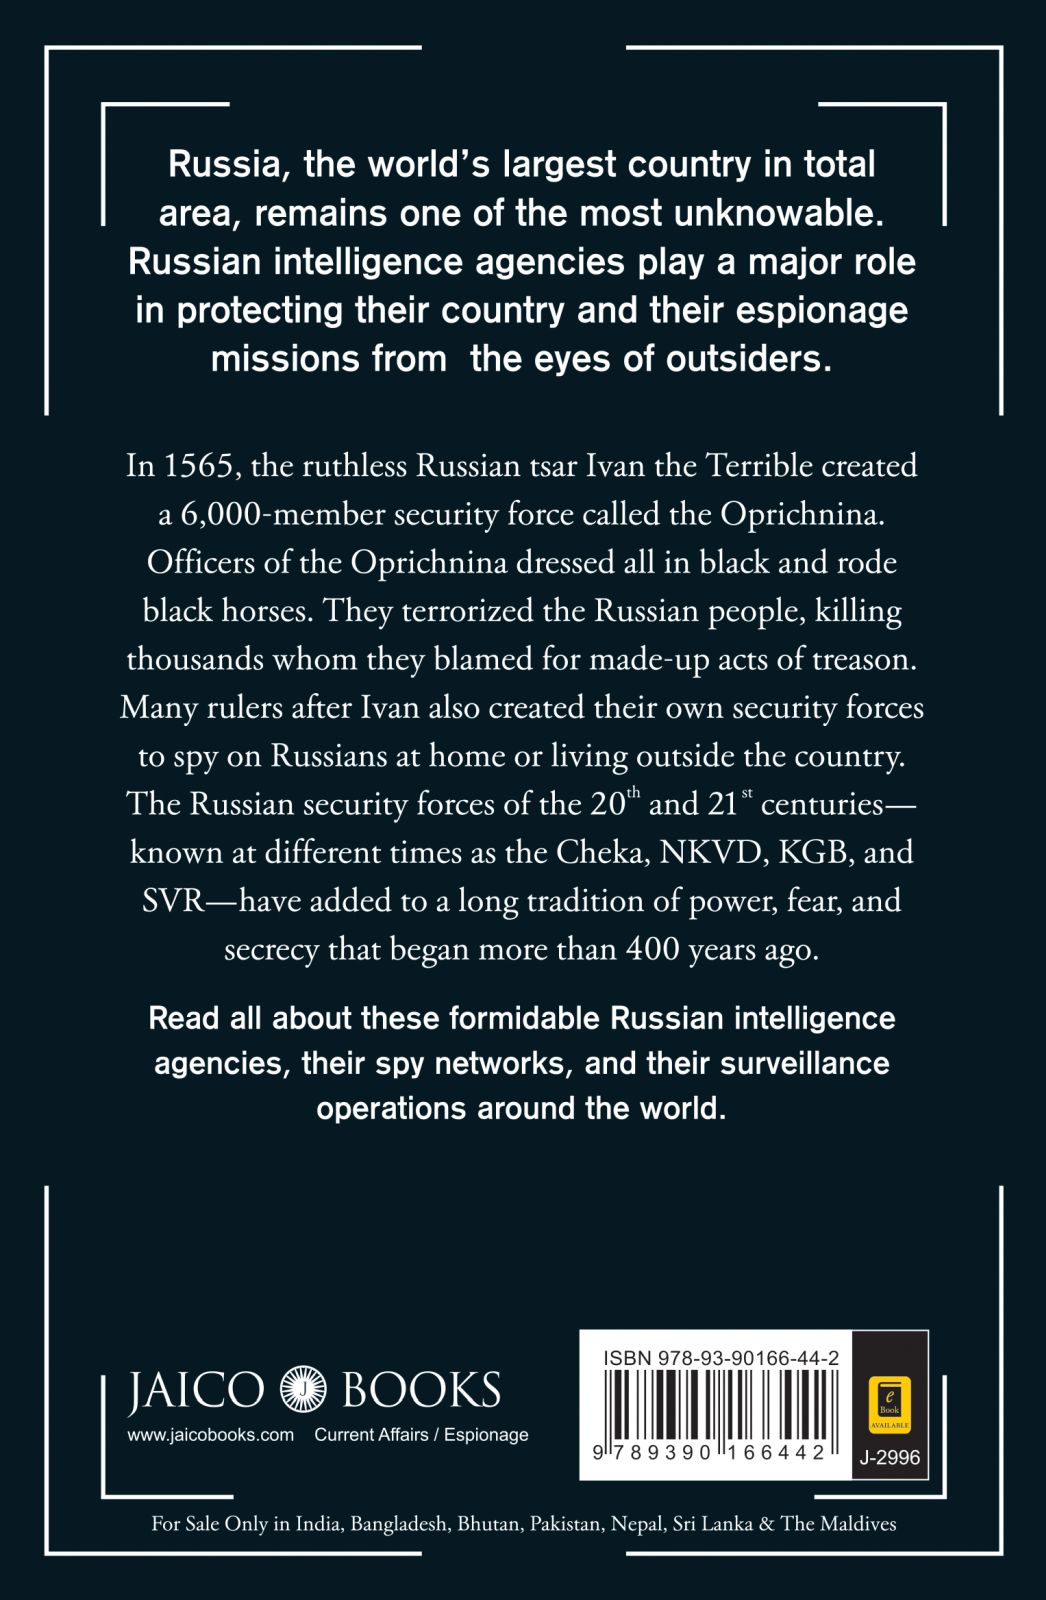 Russia, the world's largest country in total
area, remains one of the most unknowable.
Russian intelligence agencies play a major role
in protecting their country and their espionage
missions from the eyes of outsiders.
In 1565, the ruthless Russian tsar Ivan the Terrible created
a 6,000-member security force called the Oprichnina.
Officers of the Oprichnina dressed all in black and rode
black horses. They terrorized the Russian people, killing
thousands whom they blamed for made-up acts of treason.
Many rulers after Ivan also created their own security forces
to spy on Russians at home or living outside the country.
The Russian security forces of the 20th and 21st centuries—
known at different times as the Cheka, NKVD, KGB, and
SVR—have added to a long tradition of power, fear, and
secrecy that began more than 400 years ago.
Read all about these formidable Russian intelligence
agencies, their spy networks, and their surveillance
operations around the world.
JAICO J BOOKS
www.jaicobooks.com Current Affairs / Espionage
ISBN 978-93-90166-44-2
9 789390 166442
e
Book
AVAILABLE
J-2996
For Sale Only in India, Bangladesh, Bhutan, Pakistan, Nepal, Sri Lanka & The Maldives